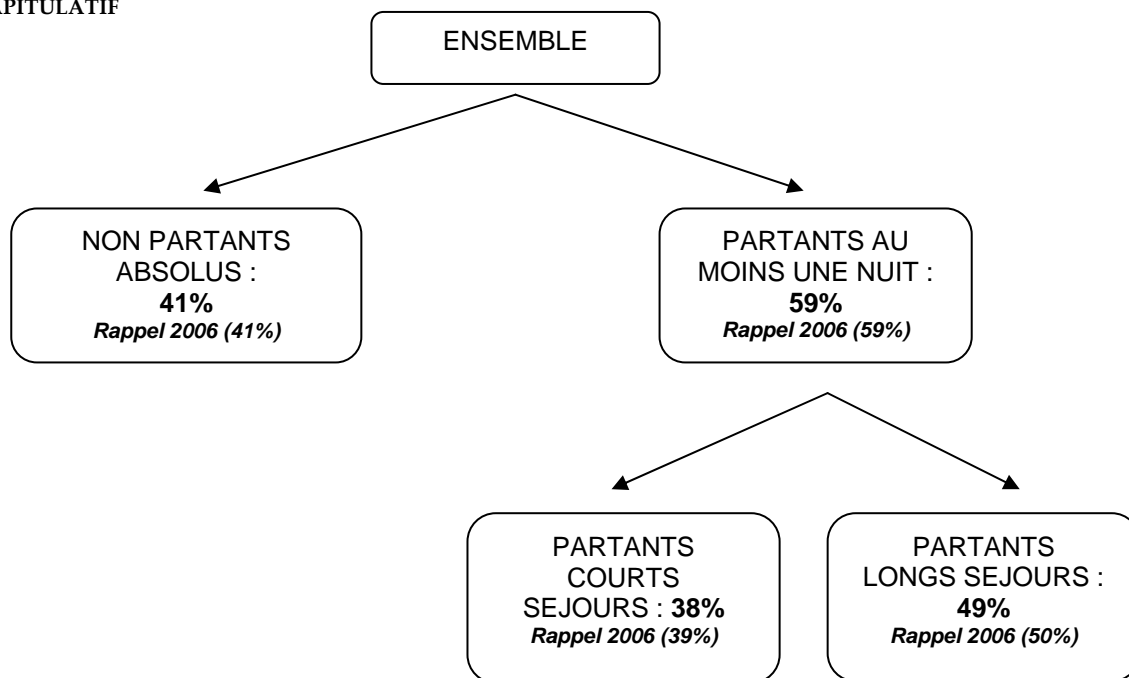 ENSEMBLE
NON PARTANTS
ABSOLUS :
41%
Rappel 2006 (41%)
PARTANTS AU
MOINS UNE NUIT :
59%
Rappel 2006 (59%)
PARTANTS
COURTS
SEJOURS : 38%
Rappel 2006 (39%)
PARTANTS
LONGS SEJOURS :
49%
Rappel 2006 (50%)